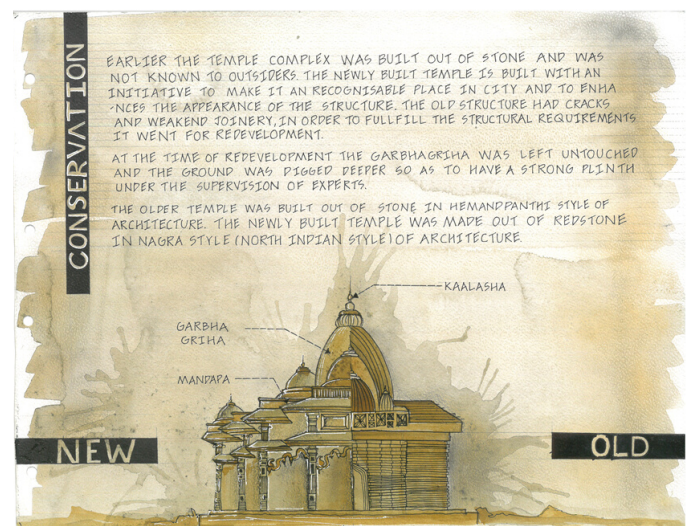 CONSERVATION
EARLIER THE TEMPLE COMPLEX WAS BUILT OUT OF STONE AND WAS
NOT KNOWN TO OUTSIDERS. THE NEWLY BUILT TEMPLE IS BUILT WITH AN
INITIATIVE TO MAKE IT AN RECOGNISABLE PLACE IN CITY AND TO ENHA
-NCES THE APPEARANCE OF THE STRUCTURE. THE OLD STRUCTURE HAD CRACKS
AND WEAKEND JOINERY, IN ORDER TO FULLFILL THE STRUCTURAL REQUIREMENTS
IT WENT FOR REDEVELOPMENT.
AT THE TIME OF REDEVELOPMENT THE GARBHAGRIHA WAS LEFT UNTOUCHED
AND THE GROUND WAS DIGGED DEEPER SO AS TO HAVE A STRONG PLINTH
UNDER THE SUPERVISION OF EXPERTS.
THE OLDER TEMPLE WAS BUILT OUT OF STONE IN HEMANDPANTHI STYLE OF
ARCHITECTURE. THE NEWLY BUILT TEMPLE WAS MADE OUT OF REDSTONE
IN NAGRA STYLE (NORTH INDIAN STYLE) OF ARCHITECTURE.
KAALASHA
GARBHA
GRIHA
MANDAPA
NEW
OLD